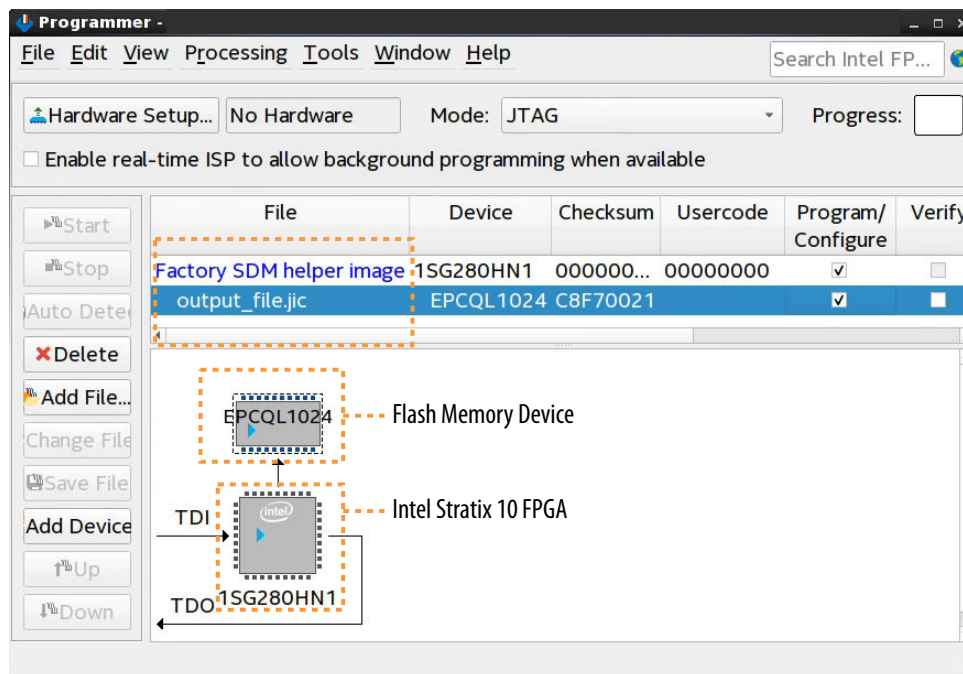 Programmer -
File Edit View Processing Tools Window Help
Search Intel FP...
Hardware Setup... No Hardware Mode: JTAG Progress:
Enable real-time ISP to allow background programming when available
File Device Checksum Usercode Program/ Verify
Configure
Factory SDM helper image 1SG280HN1 000000... 00000000
output_file.jic EPCQL1024 C8F70021
Start
Stop
Auto Dete
Delete
Add File...
Change File
Save File
Add Device
Up
Down
EPCQL1024
Flash Memory Device
intel
Intel Stratix 10 FPGA
TDI
1SG280HN1
TDO